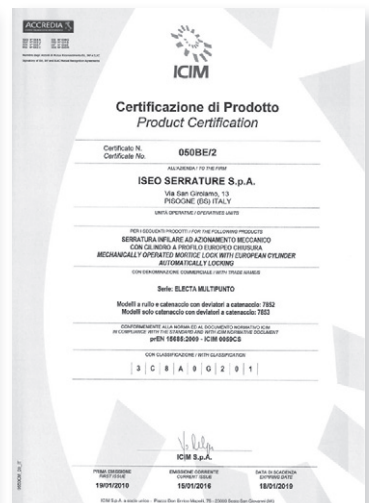 ACCREDIA
ICIM
Certificazione di Prodotto
Product Certification
Certificato N.
Certificate No.
050BE/2
ALL'AZIENDA / TO THE FIRM
ISEO SERRATURE S.p.A.
Via San Girolamo, 13
PISOGNE (BS) ITALY
UNITÀ OPERATIVE / OPERATIVES UNITS
PER I SEGUENTI PRODOTTI / FOR THE FOLLOWING PRODUCTS
SERRATURA INFILARE AD AZIONAMENTO MECCANICO
CON CILINDRO A PROFILO EUROPEO CHIUSURA
MECHANICALLY OPERATED MORTICE LOCK WITH EUROPEAN CYLINDER
AUTOMATICALLY LOCKING
CON DENOMINAZIONE COMMERCIALE / WITH TRADE NAMES
Serie: ELECTA MULTIPUNTO
Modelli a rullo e catenaccio con deviatori a catenaccio: 7852
Modelli solo catenaccio con deviatori a catenaccio: 7853
CONFORMEMENTE ALLA NORMA ED AL DOCUMENTO NORMATIVO ICIM
IN COMPLIANCE WITH THE STANDARD AND WITH ICIM NORMATIVE DOCUMENT
prEN 15685:2000 - ICIM 0050CS
CON CLASSIFICAZIONE / WITH CLASSIFICATION
3 C 8 A 0 G 2 0 1
ICIM S.p.A.
PRIMA EMISSIONE
FIRST ISSUE
19/01/2010
EMISSIONE CORRENTE
CURRENT ISSUE
15/01/2016
DATA DI SCADENZA
EXPIRING DATE
18/01/2019